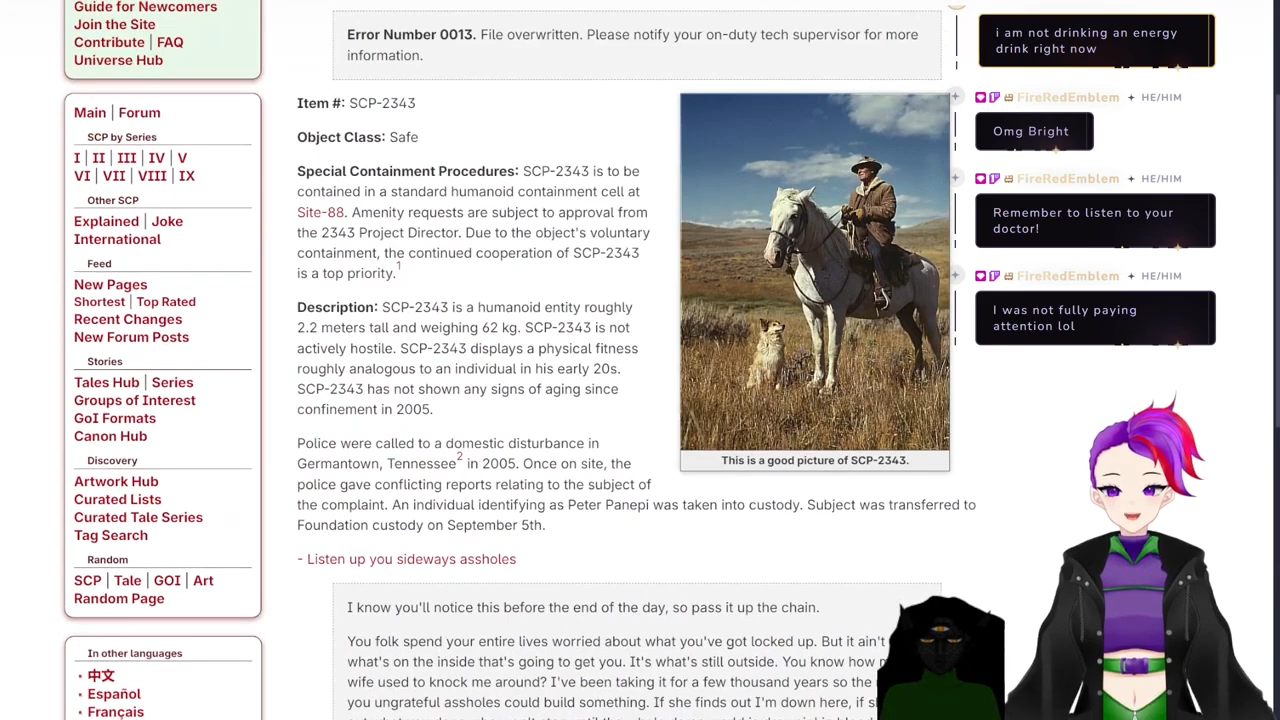 Guide for Newcomers
Join the Site
Contribute | FAQ
Universe Hub
Main | Forum
SCP by Series
I | II | III | IV | V
VI | VII | VIII | IX
Other SCP
Explained | Joke
International
Feed
New Pages
Shortest | Top Rated
Recent Changes
New Forum Posts
Stories
Tales Hub | Series
Groups of Interest
GoI Formats
Canon Hub
Discovery
Artwork Hub
Curated Lists
Curated Tale Series
Tag Search
Random
SCP | Tale | GOI | Art
Random Page
In other languages
中文
Español
Français
Error Number 0013. File overwritten. Please notify your on-duty tech supervisor for more
information.
Item #: SCP-2343
Object Class: Safe
Special Containment Procedures: SCP-2343 is to be
contained in a standard humanoid containment cell at
Site-88. Amenity requests are subject to approval from
the 2343 Project Director. Due to the object's voluntary
containment, the continued cooperation of SCP-2343
is a top priority.1
Description: SCP-2343 is a humanoid entity roughly
2.2 meters tall and weighing 62 kg. SCP-2343 is not
actively hostile. SCP-2343 displays a physical fitness
roughly analogous to an individual in his early 20s.
SCP-2343 has not shown any signs of aging since
confinement in 2005.
Police were called to a domestic disturbance in
Germantown, Tennessee2 in 2005. Once on site, the
police gave conflicting reports relating to the subject of
the complaint. An individual identifying as Peter Panepi was taken into custody. Subject was transferred to
Foundation custody on September 5th.
This is a good picture of SCP-2343.
- Listen up you sideways assholes
I know you'll notice this before the end of the day, so pass it up the chain.
You folk spend your entire lives worried about what you've got locked up. But it ain't
what's on the inside that's going to get you. It's what's still outside. You know how
wife used to knock me around? I've been taking it for a few thousand years so the
you ungrateful assholes could build something. If she finds out I'm down here, if
i am not drinking an energy
drink right now
FireRedEmblem + HE/HIM
Omg Bright
FireRedEmblem + HE/HIM
Remember to listen to your
doctor!
FireRedEmblem + HE/HIM
I was not fully paying
attention lol